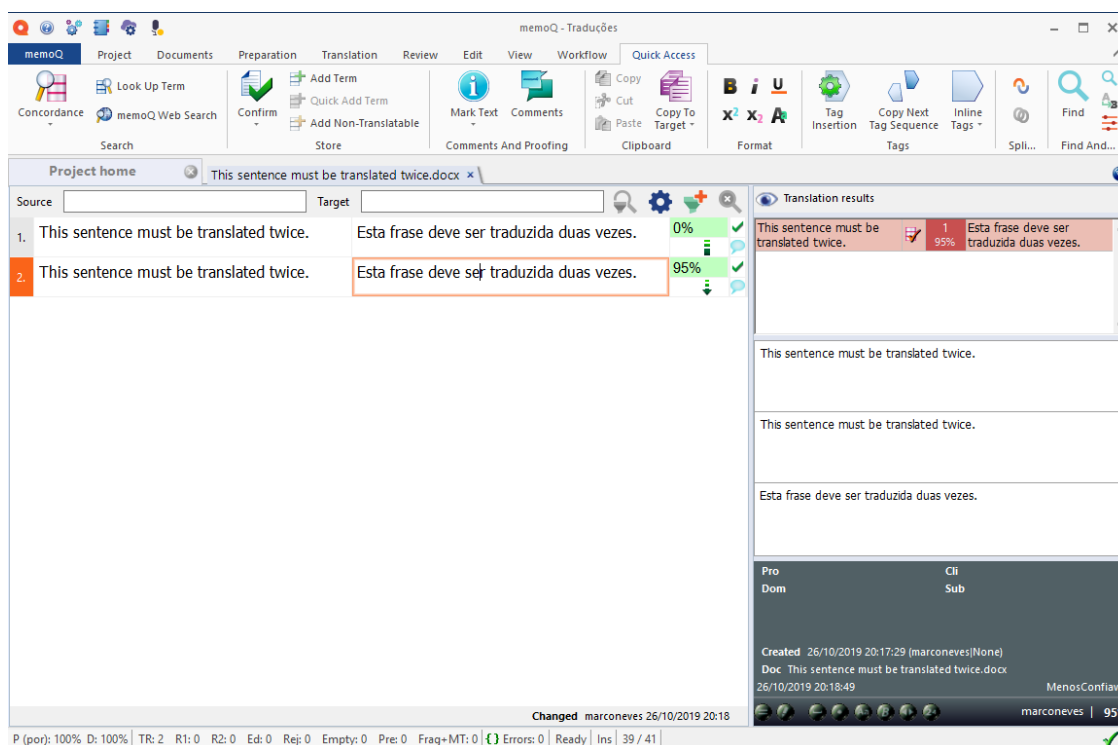 memoQ - Traduções
memoQ Project Documents Preparation Translation Review Edit View Workflow Quick Access
Concordance
Look Up Term
memoQ Web Search
Search
Confirm
Add Term
Quick Add Term
Add Non-Translatable
Store
Mark Text
Comments
Comments And Proofing
Copy
Cut
Paste
Copy To
Target
Clipboard
B i U
X² X₂ A
Format
Tag
Insertion
Copy Next
Tag Sequence
Inline
Tags
Tags
Spli...
Find
Find And...
Project home
This sentence must be translated twice.docx ×
Source
Target
1. This sentence must be translated twice. Esta frase deve ser traduzida duas vezes. 0%
2. This sentence must be translated twice. Esta frase deve ser traduzida duas vezes. 95%
Translation results
This sentence must be
translated twice.
1
95%
Esta frase deve ser
traduzida duas vezes.
This sentence must be translated twice.
This sentence must be translated twice.
Esta frase deve ser traduzida duas vezes.
Pro Cli
Dom Sub
Created 26/10/2019 20:17:29 (marconeves|None)
Doc This sentence must be translated twice.docx
26/10/2019 20:18:49 MenosConfiav
marconeves | 95
Changed marconeves 26/10/2019 20:18
P (por): 100% D: 100% TR: 2 R1: 0 R2: 0 Ed: 0 Rej: 0 Empty: 0 Pre: 0 Frag+MT: 0 {} Errors: 0 Ready Ins 39 / 41